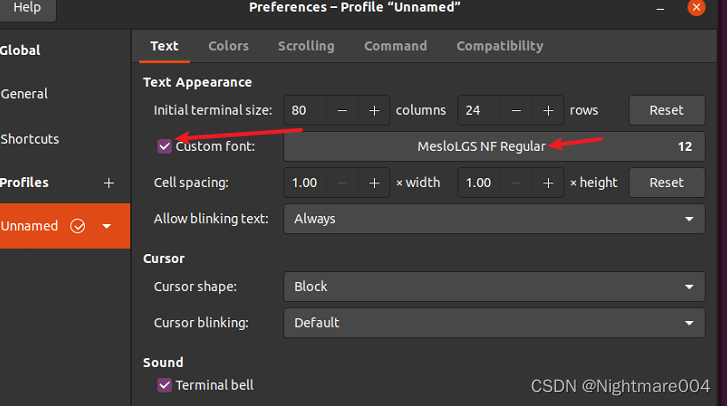 Help
Preferences – Profile “Unnamed”
Global
General
Shortcuts
Profiles
Unnamed
Text Colors Scrolling Command Compatibility
Text Appearance
Initial terminal size: 80 − + columns 24 − + rows Reset
Custom font: MesloLGS NF Regular 12
Cell spacing: 1.00 − + × width 1.00 − + × height Reset
Allow blinking text: Always
Cursor
Cursor shape: Block
Cursor blinking: Default
Sound
Terminal bell
CSDN @Nightmare004